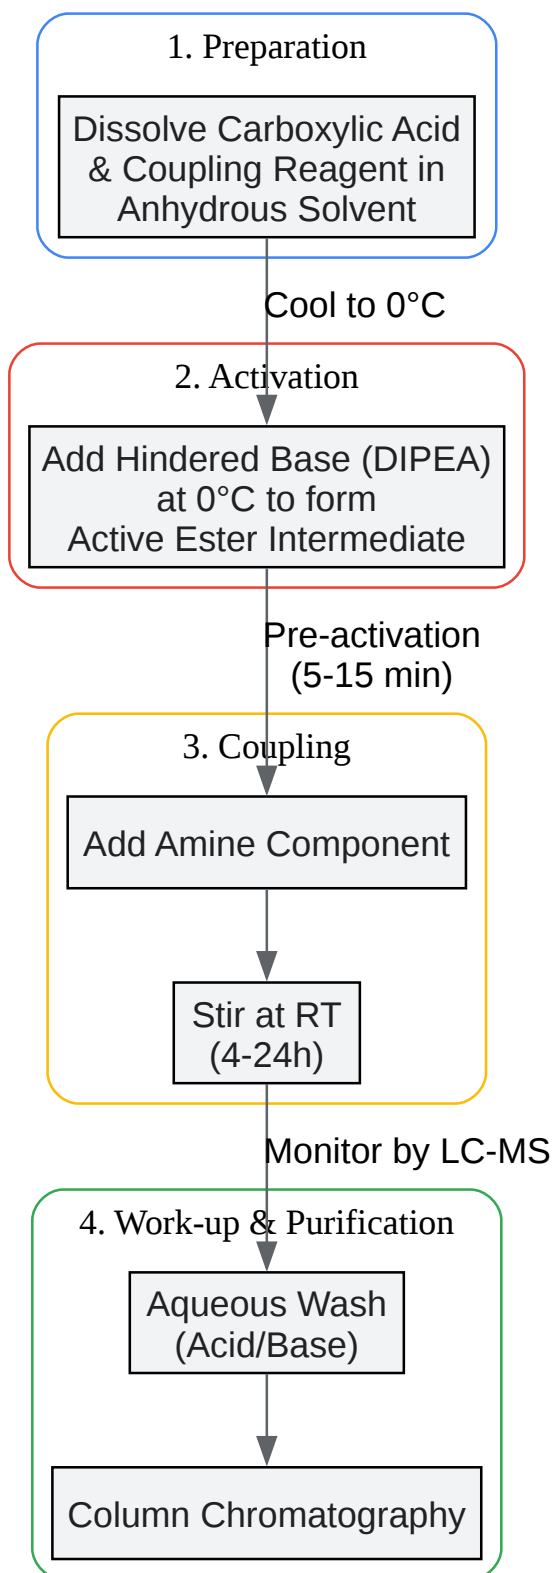 1. Preparation
Dissolve Carboxylic Acid
& Coupling Reagent in
Anhydrous Solvent
Cool to 0°C
2. Activation
Add Hindered Base (DIPEA)
at 0°C to form
Active Ester Intermediate
Pre-activation
(5-15 min)
3. Coupling
Add Amine Component
Stir at RT
(4-24h)
Monitor by LC-MS
4. Work-up & Purification
Aqueous Wash
(Acid/Base)
Column Chromatography